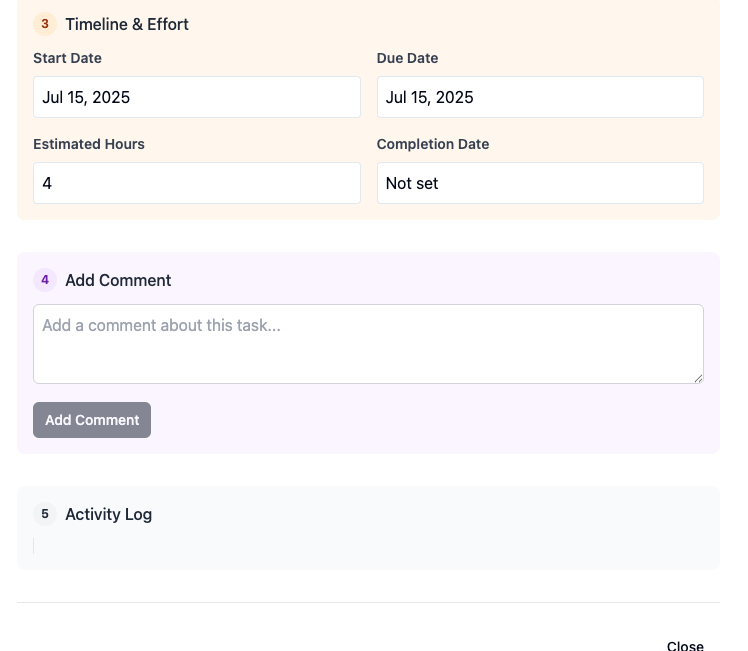 3 Timeline & Effort
Start Date
Due Date
Jul 15, 2025
Jul 15, 2025
Estimated Hours
Completion Date
4
Not set
4 Add Comment
Add a comment about this task...
Add Comment
5 Activity Log
Close